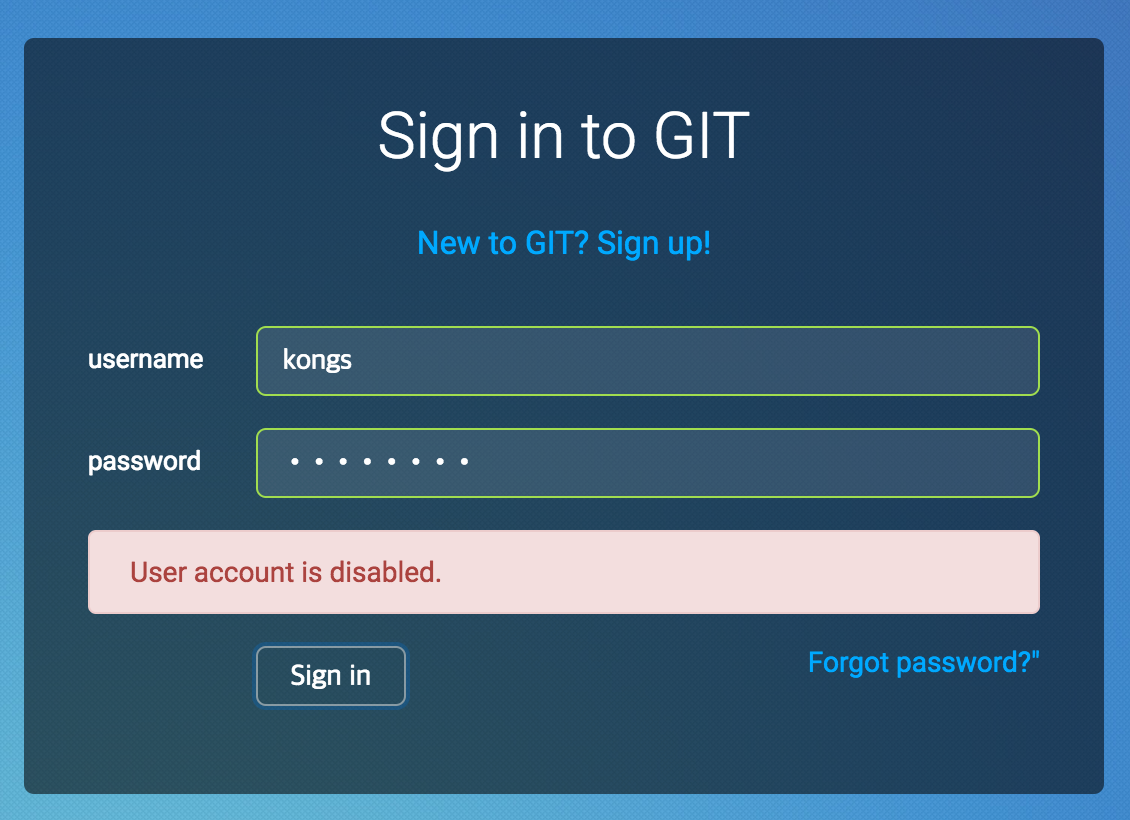 Sign in to GIT
New to GIT? Sign up!
username
kongs
password
••••••••
User account is disabled.
Sign in
Forgot password?"